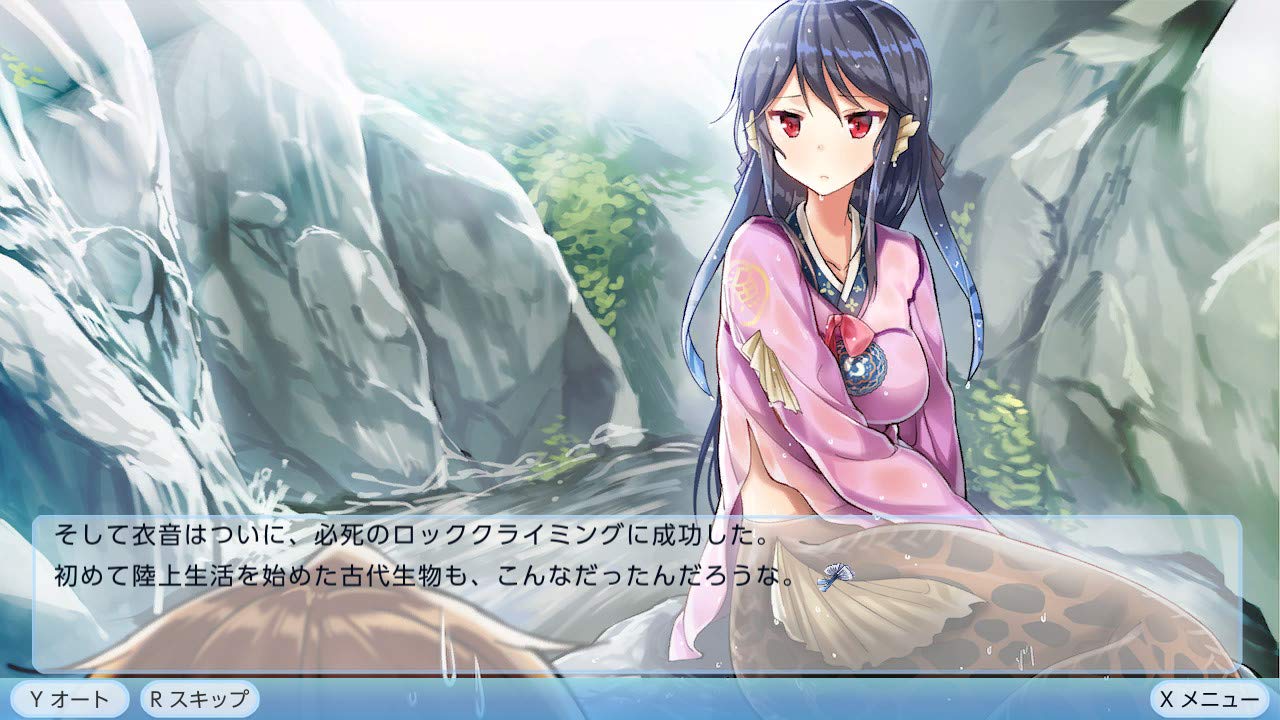 そして衣音はついに、必死のロッククライミングに成功した。
初めて陸上生活を始めた古代生物も、こんなだったんだろうな。
Y オート
R スキップ
X メニュー